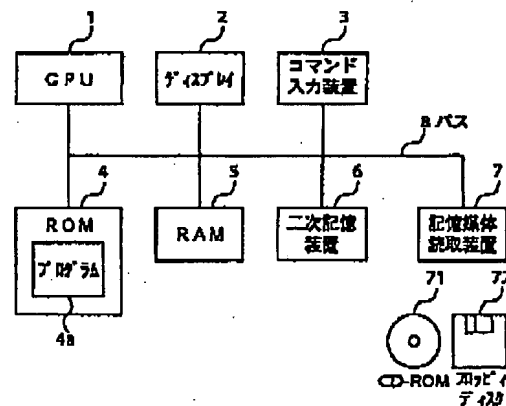 1
2
3
CPU
ディスプレイ
コマンド
入力装置
8 バス
4
5
6
7
ROM
プログラム
4a
RAM
二次記憶
装置
記憶媒体
読取装置
71
72
CD-ROM
フロッピィ
ディスク